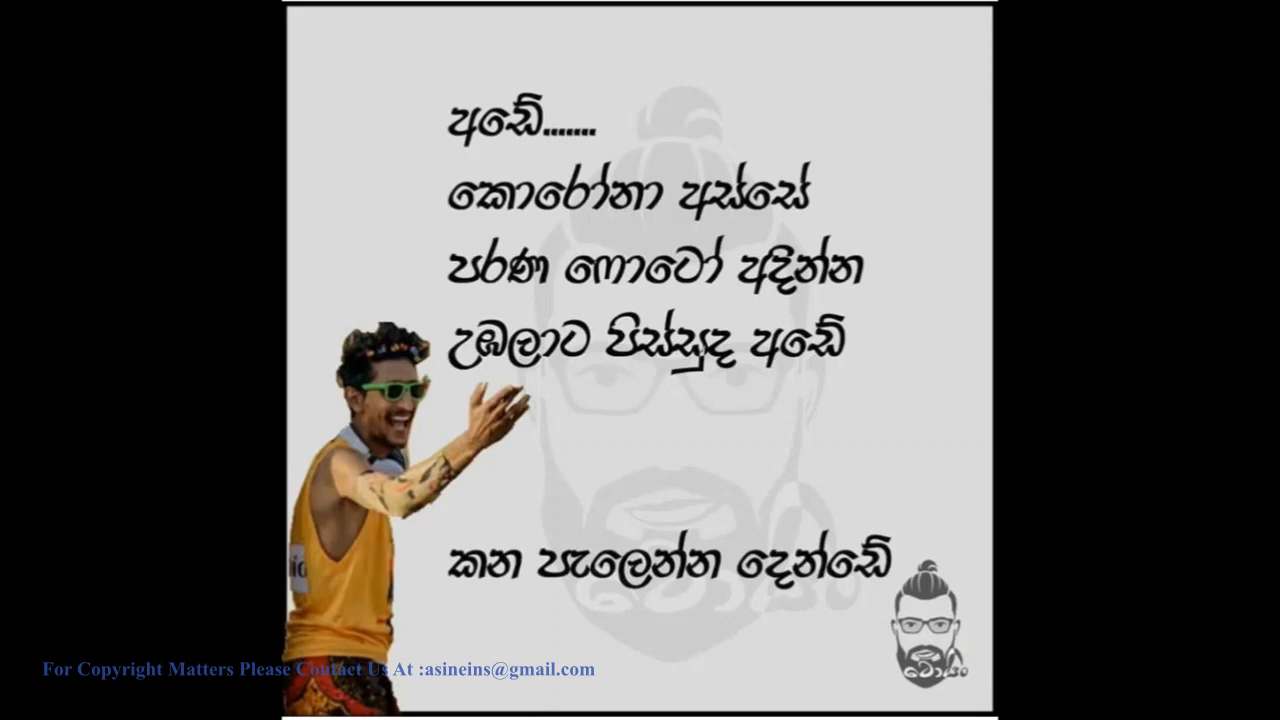 අඩේ.......
කොරෝනා අස්සේ
පරණ ෆොටෝ අදින්න
උඹලාට පිස්සුද අඩේ
කන පැලෙන්න දෙන්ඩේ
ටොයිං
For Copyright Matters Please Contact Us At :asineins@gmail.com